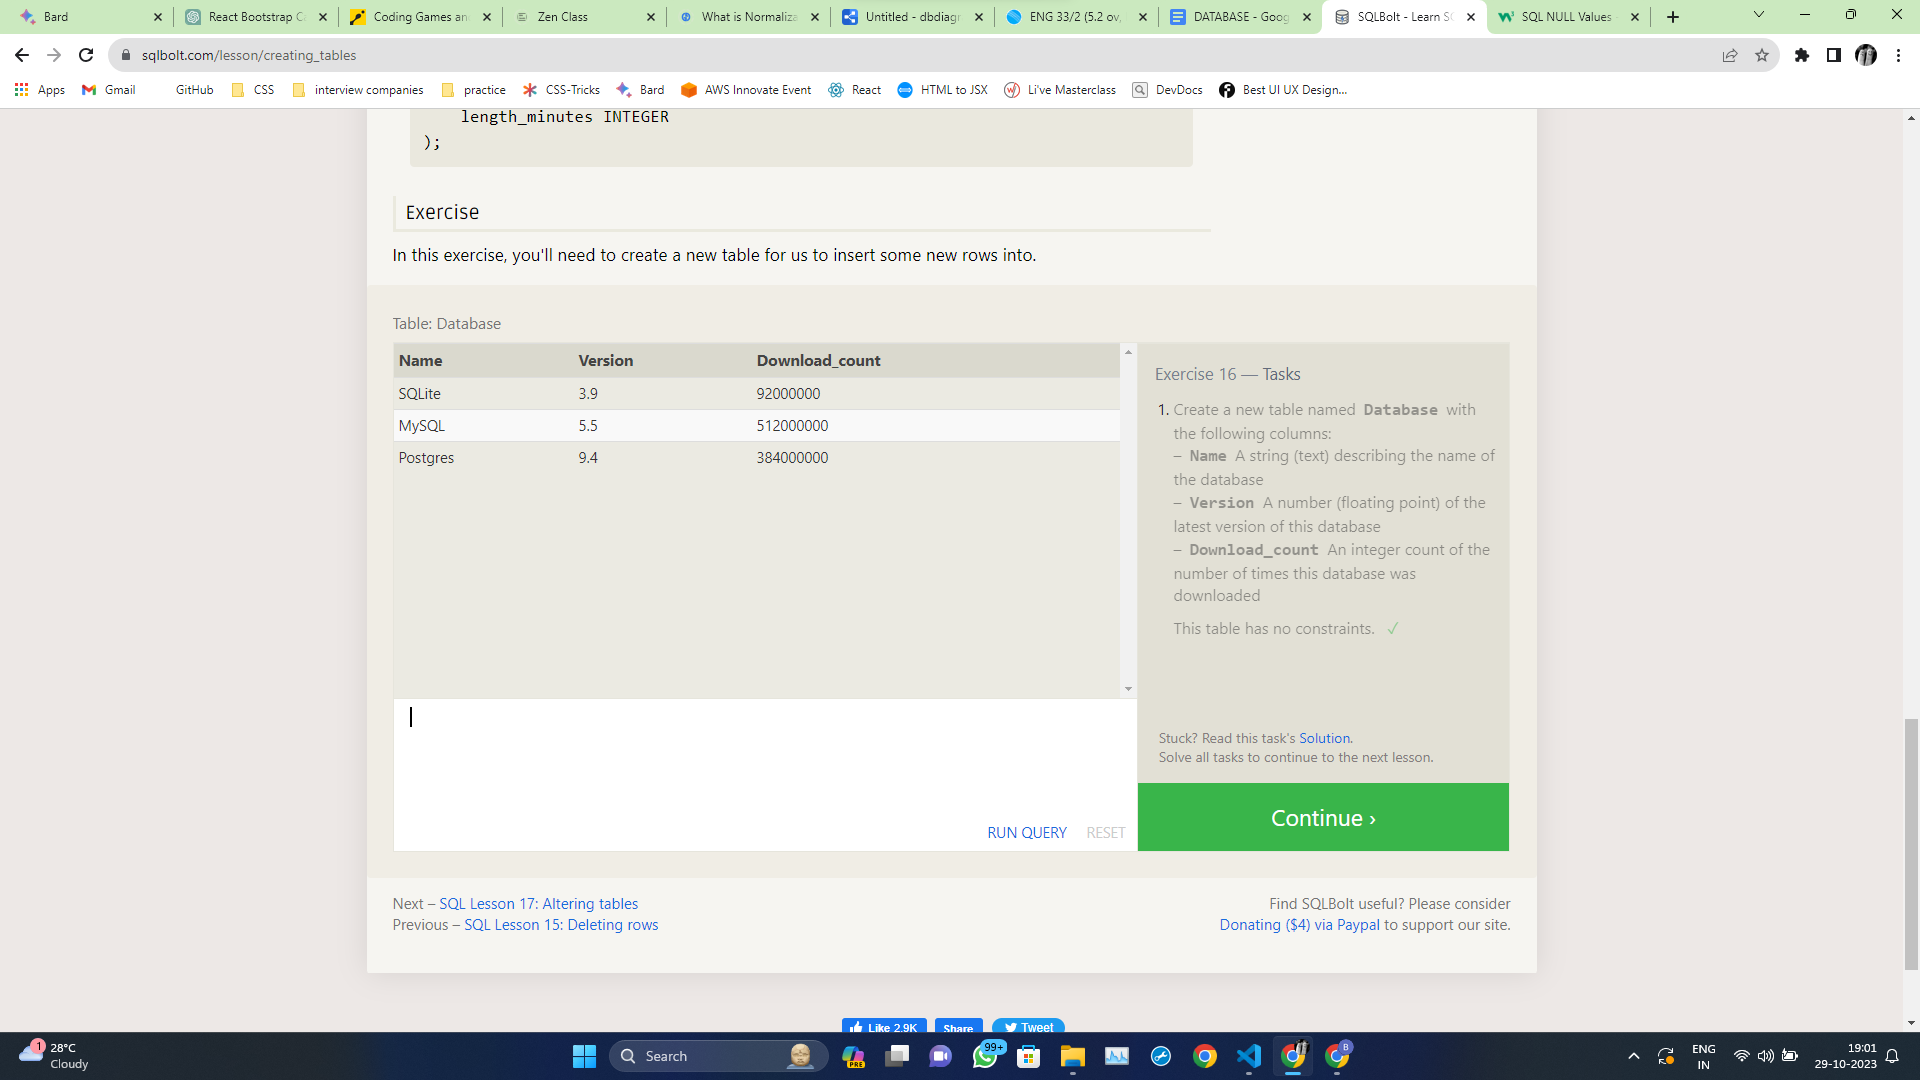 Bard
React Bootstrap C
Coding Games an
Zen Class
What is Normaliza
Untitled - dbdiagr
ENG 33/2 (5.2 ov,
DATABASE - Goog
SQLBolt - Learn S
SQL NULL Values
sqlbolt.com/lesson/creating_tables
Apps
Gmail
GitHub
CSS
interview companies
practice
CSS-Tricks
Bard
AWS Innovate Event
React
HTML to JSX
Li've Masterclass
DevDocs
Best UI UX Design...
length_minutes INTEGER
);
Exercise
In this exercise, you'll need to create a new table for us to insert some new rows into.
Table: Database
Name Version Download_count
SQLite 3.9 92000000
MySQL 5.5 512000000
Postgres 9.4 384000000
Exercise 16 — Tasks
1. Create a new table named Database with
the following columns:
– Name A string (text) describing the name of
the database
– Version A number (floating point) of the
latest version of this database
– Download_count An integer count of the
number of times this database was
downloaded
This table has no constraints. ✓
Stuck? Read this task's Solution.
Solve all tasks to continue to the next lesson.
RUN QUERY RESET
Continue ›
Next – SQL Lesson 17: Altering tables
Previous – SQL Lesson 15: Deleting rows
Find SQLBolt useful? Please consider
Donating ($4) via Paypal to support our site.
Like 2.9K
Share
Tweet
1
28°C
Cloudy
Search
PRE
99+
B
ENG
IN
19:01
29-10-2023